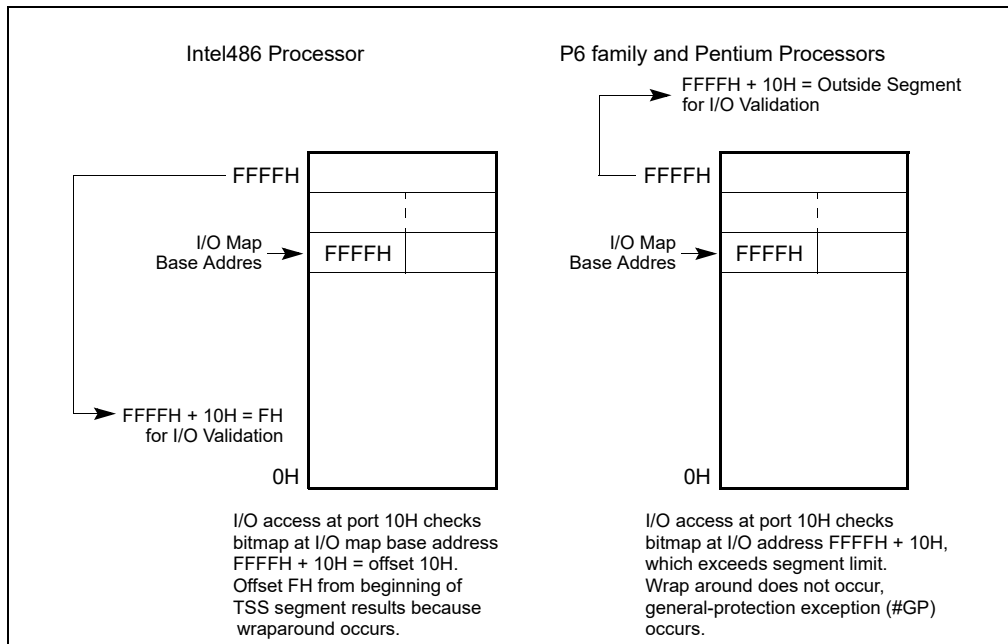 Intel486 Processor
FFFFH
I/O Map
Base Addres
FFFFH
FFFFH + 10H = FH
for I/O Validation
0H
I/O access at port 10H checks
bitmap at I/O map base address
FFFFH + 10H = offset 10H.
Offset FH from beginning of
TSS segment results because
wraparound occurs.
P6 family and Pentium Processors
FFFFH + 10H = Outside Segment
for I/O Validation
FFFFH
I/O Map
Base Addres
FFFFH
0H
I/O access at port 10H checks
bitmap at I/O address FFFFH + 10H,
which exceeds segment limit.
Wrap around does not occur,
general-protection exception (#GP)
occurs.